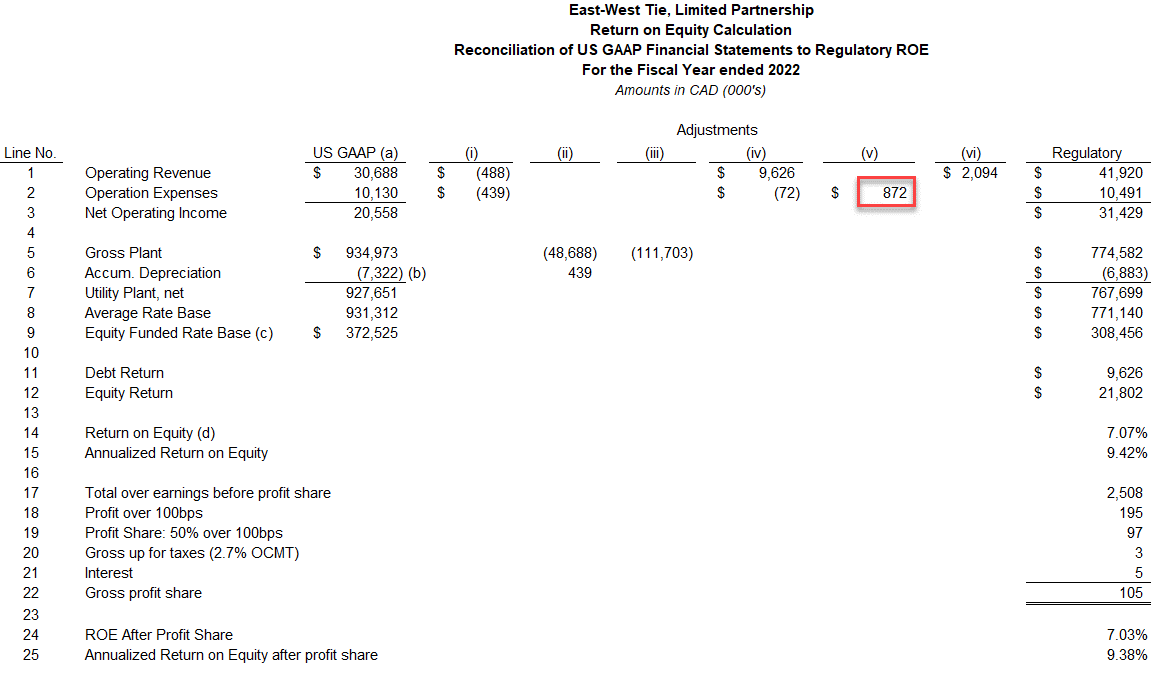 East-West Tie, Limited Partnership
Return on Equity Calculation
Reconciliation of US GAAP Financial Statements to Regulatory ROE
For the Fiscal Year ended 2022
Amounts in CAD (000's)
Adjustments
Line No. US GAAP (a) (i) (ii) (iii) (iv) (v) (vi) Regulatory
1 Operating Revenue $ 30,688 $ (488) $ 9,626 $ 2,094 $ 41,920
2 Operation Expenses 10,130 $ (439) $ (72) $ 872 $ 10,491
3 Net Operating Income 20,558 $ 31,429
4
5 Gross Plant $ 934,973 (48,688) (111,703) $ 774,582
6 Accum. Depreciation (7,322) (b) 439 $ (6,883)
7 Utility Plant, net 927,651 $ 767,699
8 Average Rate Base 931,312 $ 771,140
9 Equity Funded Rate Base (c) $ 372,525 $ 308,456
10
11 Debt Return $ 9,626
12 Equity Return $ 21,802
13
14 Return on Equity (d) 7.07%
15 Annualized Return on Equity 9.42%
16
17 Total over earnings before profit share 2,508
18 Profit over 100bps 195
19 Profit Share: 50% over 100bps 97
20 Gross up for taxes (2.7% OCMT) 3
21 Interest 5
22 Gross profit share 105
23
24 ROE After Profit Share 7.03%
25 Annualized Return on Equity after profit share 9.38%